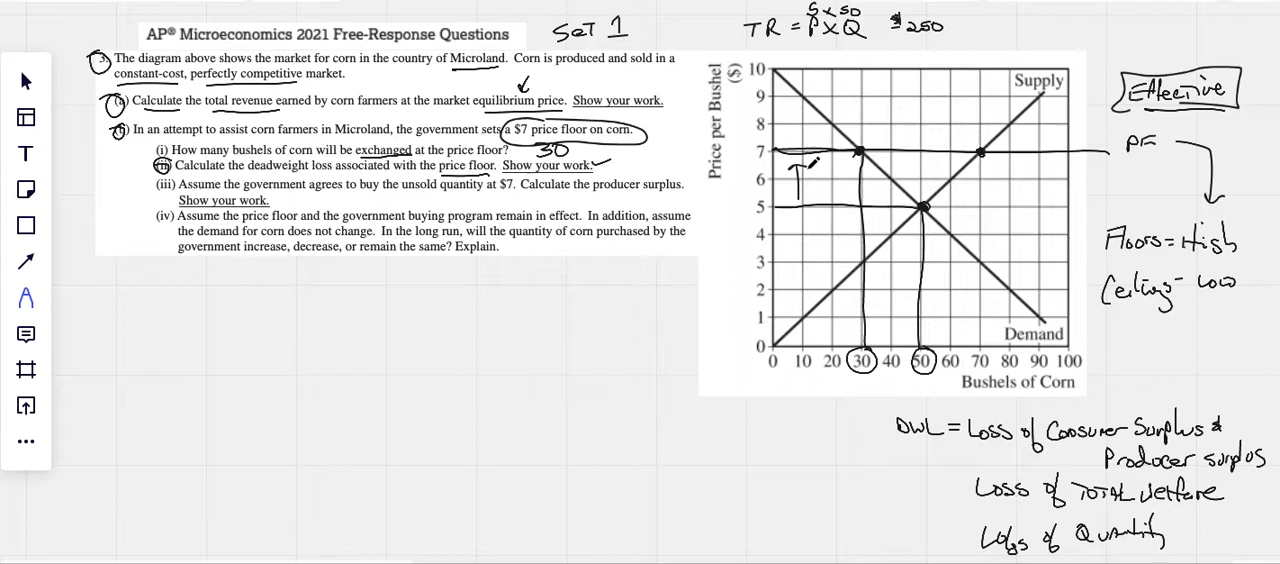 AP® Microeconomics 2021 Free-Response Questions
SET 1
TR = P x Q $250
5 x 50
3. The diagram above shows the market for corn in the country of Microland. Corn is produced and sold in a
constant-cost, perfectly competitive market.
(a) Calculate the total revenue earned by corn farmers at the market equilibrium price. Show your work.
(b) In an attempt to assist corn farmers in Microland, the government sets a $7 price floor on corn.
(i) How many bushels of corn will be exchanged at the price floor? 30
(ii) Calculate the deadweight loss associated with the price floor. Show your work.
(iii) Assume the government agrees to buy the unsold quantity at $7. Calculate the producer surplus.
Show your work.
(iv) Assume the price floor and the government buying program remain in effect. In addition, assume
the demand for corn does not change. In the long run, will the quantity of corn purchased by the
government increase, decrease, or remain the same? Explain.
Price per Bushel
($)
10
9
8
7
6
5
4
3
2
1
0
Supply
Demand
0 10 20 30 40 50 60 70 80 90 100
Bushels of Corn
Effective
PF
Floors = High
Ceilings - Low
DWL = Loss of Consumer Surplus &
Producer surplus
Loss of Total Welfare
Loss of Quantity
T